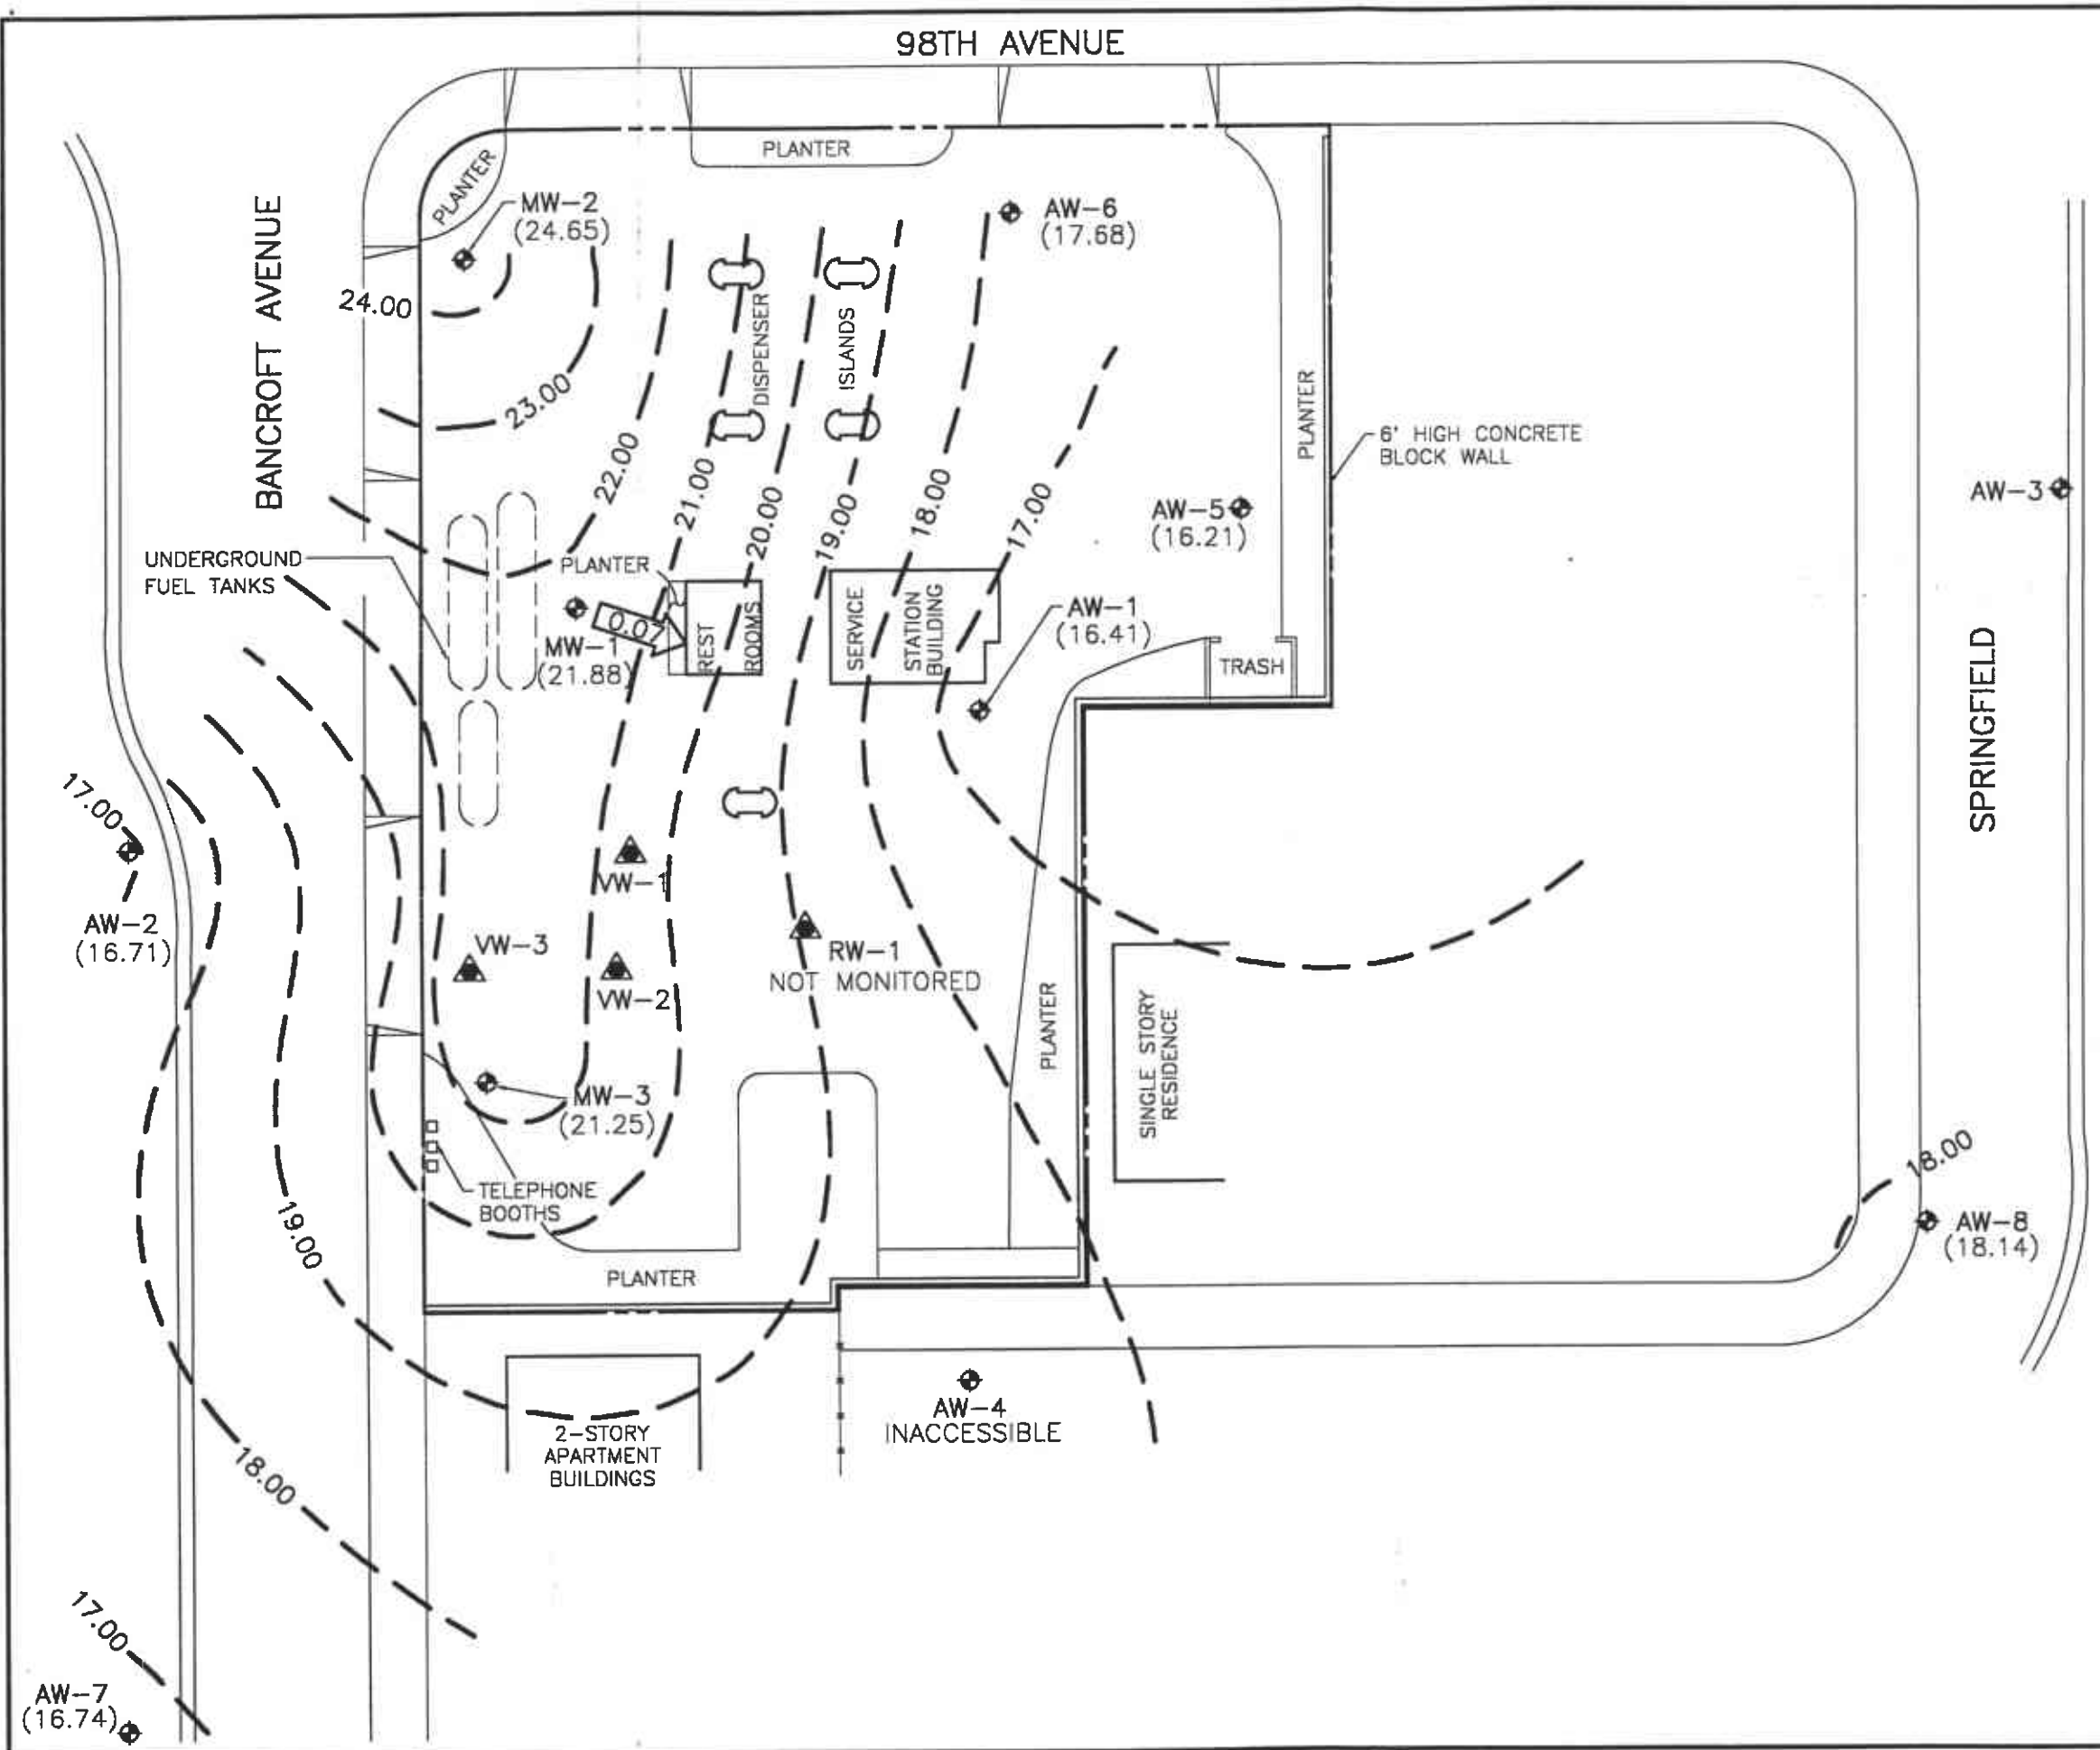 98TH AVENUE
PLANTER
PLANTER
MW-2
(24.65)
AW-6
(17.68)
BANCROFT AVENUE
24.00
DISPENSER
ISLANDS
23.00
22.00
21.00
20.00
19.00
18.00
17.00
PLANTER
6' HIGH CONCRETE
BLOCK WALL
AW-3
AW-5
(16.21)
UNDERGROUND
FUEL TANKS
PLANTER
0.07
MW-1
(21.88)
REST
ROOMS
SERVICE
STATION
BUILDING
AW-1
(16.41)
TRASH
SPRINGFIELD
17.00
AW-2
(16.71)
VW-1
VW-3
VW-2
RW-1
NOT MONITORED
PLANTER
SINGLE STORY
RESIDENCE
MW-3
(21.25)
TELEPHONE
BOOTHS
19.00
PLANTER
18.00
AW-8
(18.14)
AW-4
INACCESSIBLE
2-STORY
APARTMENT
BUILDINGS
18.00
17.00
AW-7
(16.74)